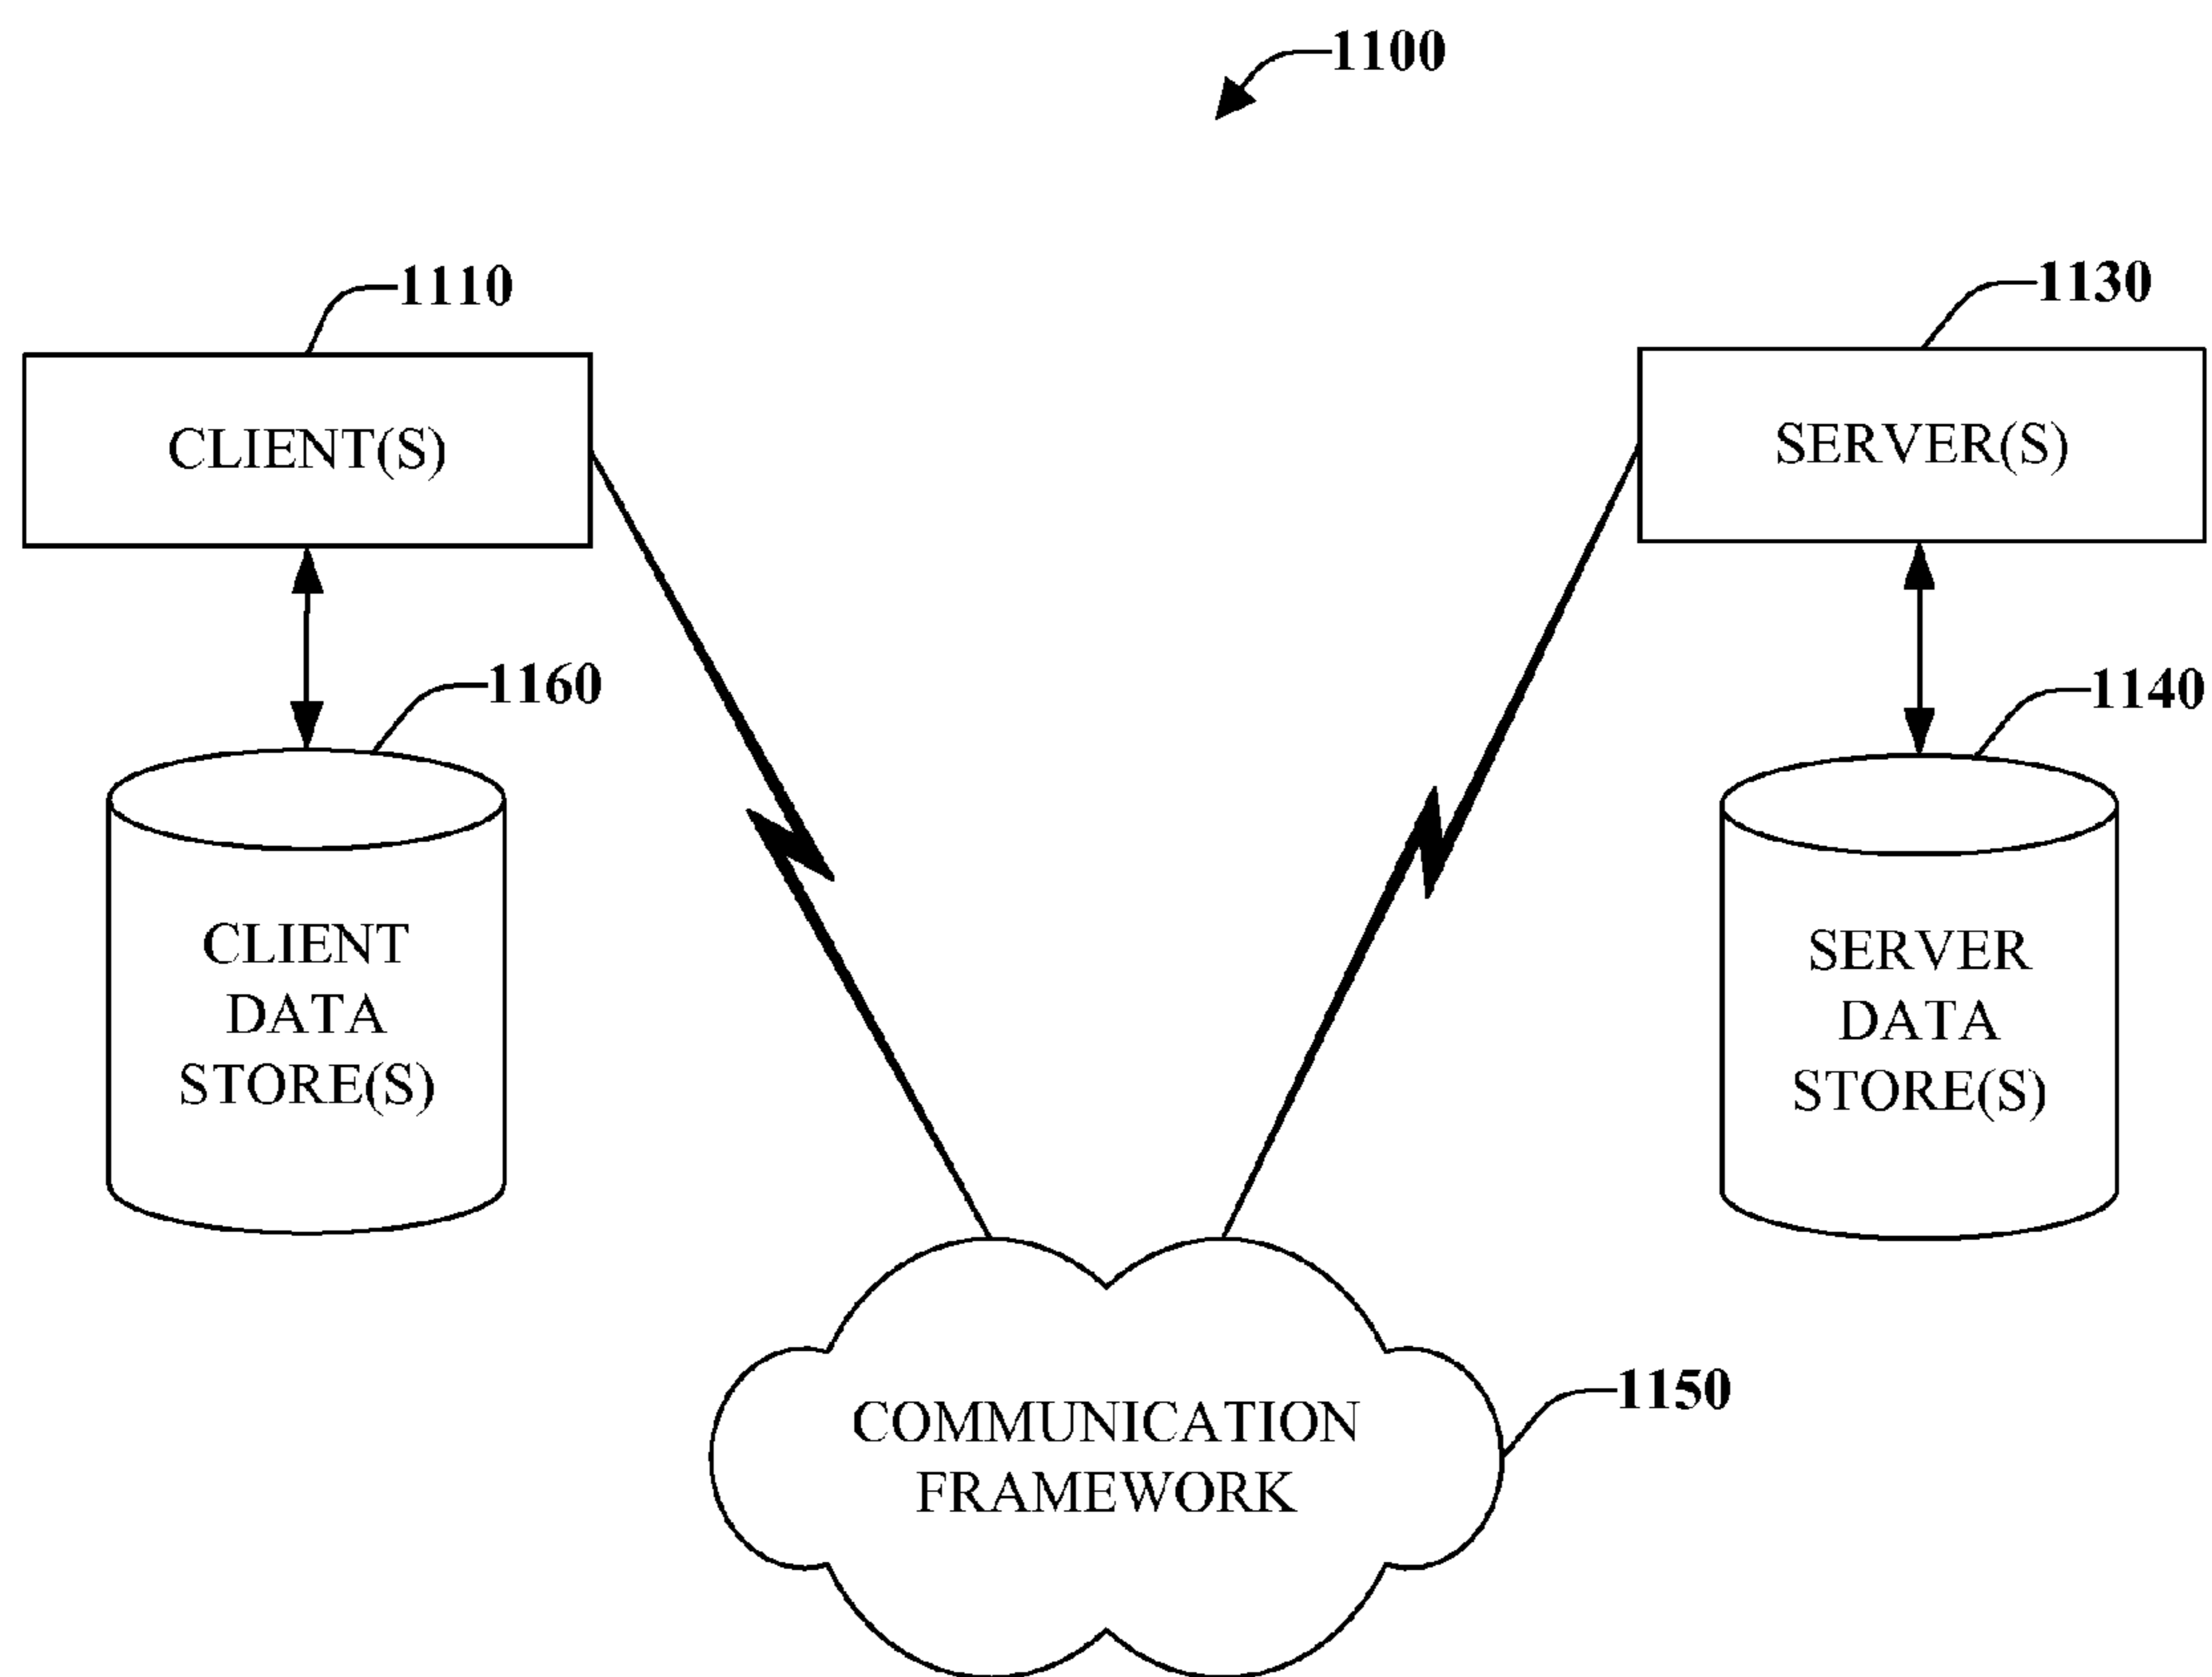 1100
1110
1130
CLIENT(S)
SERVER(S)
1160
1140
CLIENT
DATA
STORE(S)
SERVER
DATA
STORE(S)
1150
COMMUNICATION
FRAMEWORK